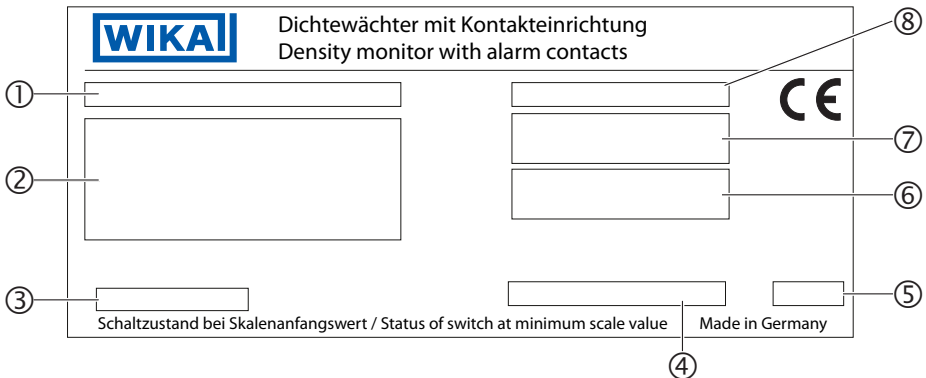 WIKA
Dichtewächter mit Kontakteinrichtung
Density monitor with alarm contacts
⑧
①
CE
⑦
②
⑥
③
⑤
Schaltzustand bei Skalenanfangswert / Status of switch at minimum scale value
Made in Germany
④